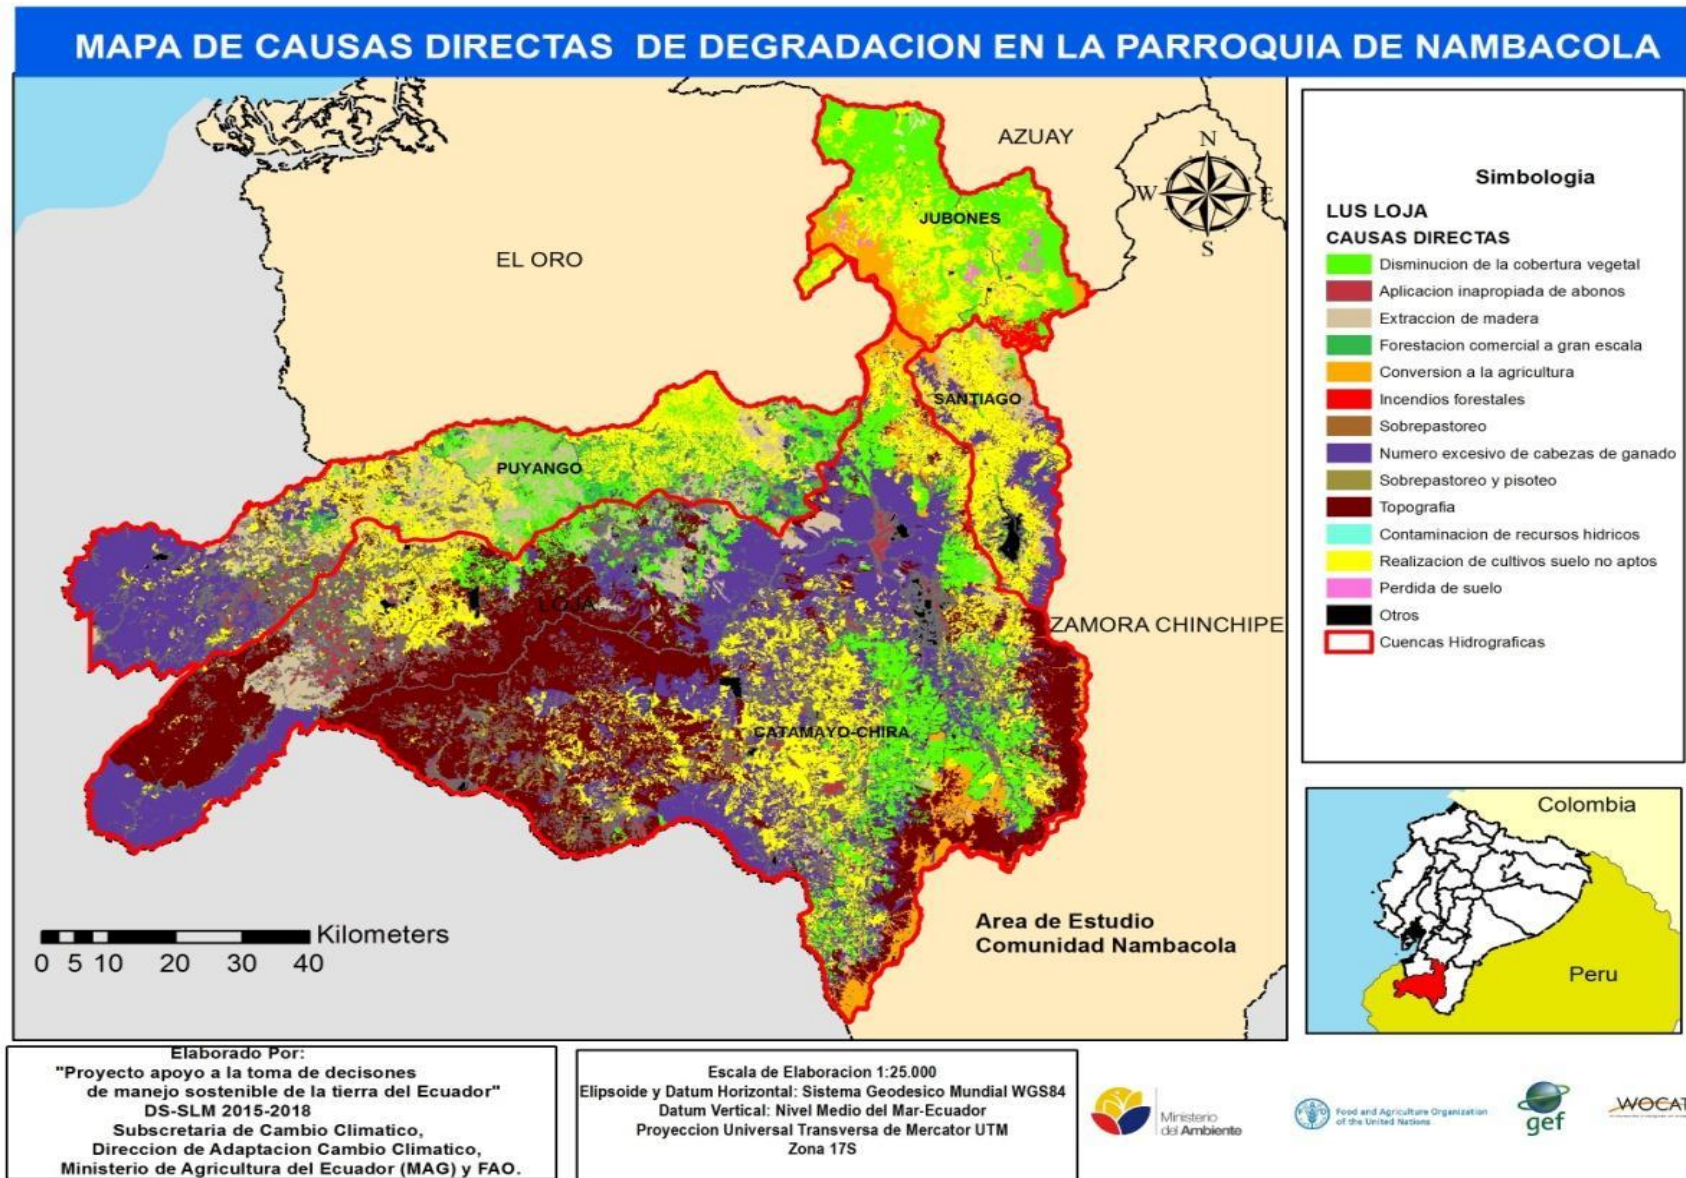 MAPA DE CAUSAS DIRECTAS DE DEGRADACION EN LA PARROQUIA DE NAMBACOLA
AZUAY
N
W
E
S
JUBONES
EL ORO
SANTIAGO
PUYANGO
LOJA
ZAMORA CHINCHIPE
CATAMAYO-CHIRA
Area de Estudio
Comunidad Nambacola
Kilometers
0 5 10 20 30 40
Simbologia
LUS LOJA
CAUSAS DIRECTAS
Disminucion de la cobertura vegetal
Aplicacion inapropiada de abonos
Extraccion de madera
Forestacion comercial a gran escala
Conversion a la agricultura
Incendios forestales
Sobrepastoreo
Numero excesivo de cabezas de ganado
Sobrepastoreo y pisoteo
Topografia
Contaminacion de recursos hidricos
Realizacion de cultivos suelo no aptos
Perdida de suelo
Otros
Cuencas Hidrograficas
Colombia
Peru
Elaborado Por:
"Proyecto apoyo a la toma de decisones
de manejo sostenible de la tierra del Ecuador"
DS-SLM 2015-2018
Subscretaria de Cambio Climatico,
Direccion de Adaptacion Cambio Climatico,
Ministerio de Agricultura del Ecuador (MAG) y FAO.
Escala de Elaboracion 1:25.000
Elipsoide y Datum Horizontal: Sistema Geodesico Mundial WGS84
Datum Vertical: Nivel Medio del Mar-Ecuador
Proyeccion Universal Transversa de Mercator UTM
Zona 17S
Ministerio
del Ambiente
Food and Agriculture Organization
of the United Nations
gef
WOCAT